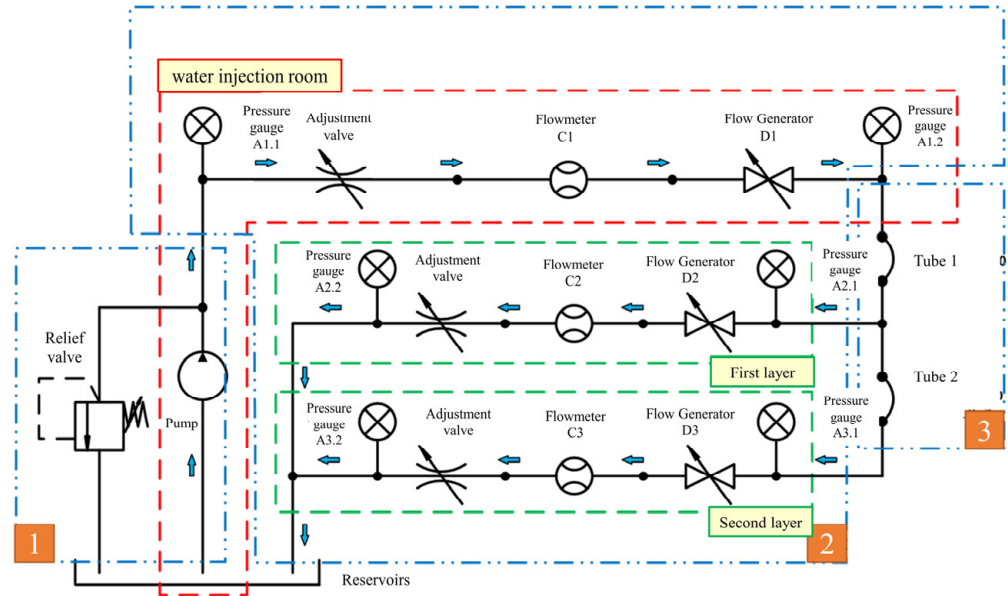 water injection room
Pressure
gauge
A1.1
Adjustment
valve
Flowmeter
C1
Flow Generator
D1
Pressure
gauge
A1.2
Pressure
gauge
A2.2
Adjustment
valve
Flowmeter
C2
Flow Generator
D2
Pressure
gauge
A2.1
Tube 1
Relief
valve
First layer
Tube 2
Pump
Pressure
gauge
A3.2
Adjustment
valve
Flowmeter
C3
Flow Generator
D3
Pressure
gauge
A3.1
3
Second layer
1
2
Reservoirs